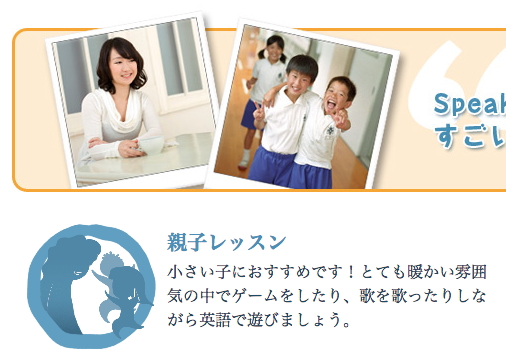 Speak
すごい
親子レッスン
小さい子におすすめです！とても暖かい雰囲
気の中でゲームをしたり、歌を歌ったりしな
がら英語で遊びましょう。